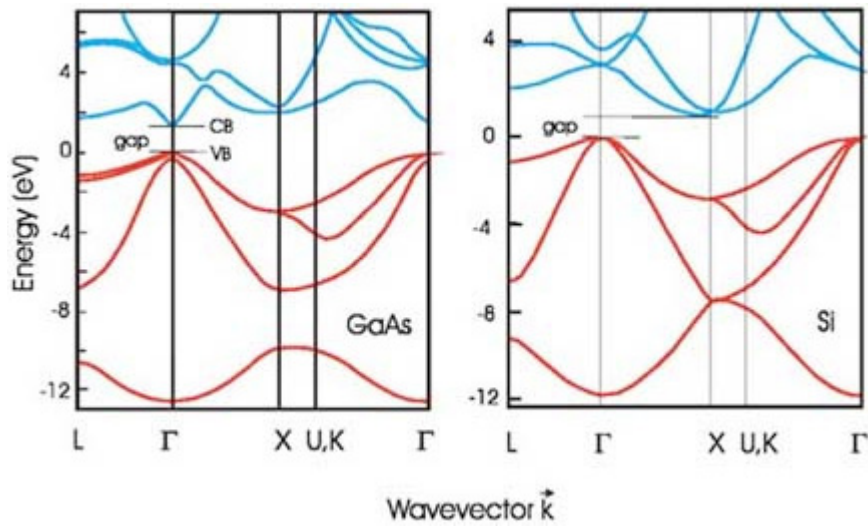 Energy (eV)
4
0
-4
-8
-12
gap
CB
VB
GaAs
L Γ X U,K Γ
4
0
-4
-8
-12
gap
Si
L Γ X U,K Γ
Wavevector k⃗